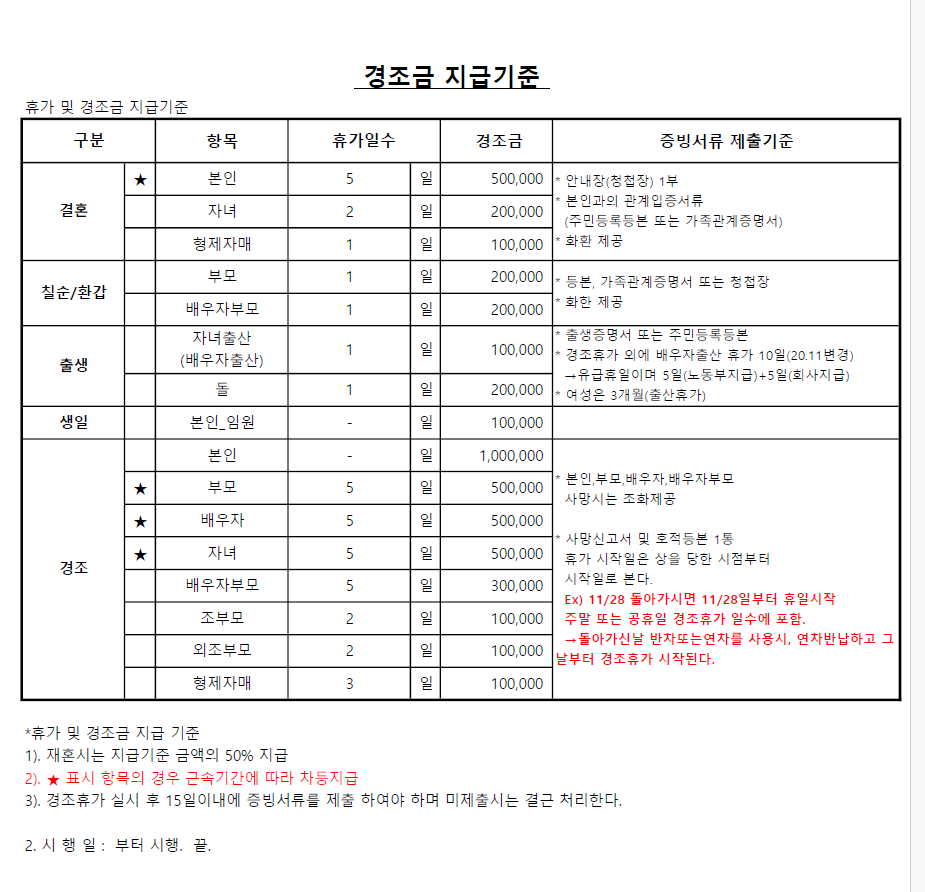 경조금 지급기준
휴가 및 경조금 지급기준
구분 항목 휴가일수 경조금 증빙서류 제출기준
결혼
★ 본인 5 일 500,000
자녀 2 일 200,000
형제자매 1 일 100,000
* 안내장(청첩장) 1부
* 본인과의 관계입증서류
(주민등록등본 또는 가족관계증명서)
* 화환 제공
칠순/환갑
부모 1 일 200,000
배우자부모 1 일 200,000
* 등본, 가족관계증명서 또는 청첩장
* 화한 제공
출생
자녀출산
(배우자출산) 1 일 100,000
돌 1 일 200,000
* 출생증명서 또는 주민등록등본
* 경조휴가 외에 배우자출산 휴가 10일(20.11변경)
→유급휴일이며 5일(노동부지급)+5일(회사지급)
* 여성은 3개월(출산휴가)
생일 본인_임원 - 일 100,000
경조
본인 - 일 1,000,000
★ 부모 5 일 500,000
★ 배우자 5 일 500,000
★ 자녀 5 일 500,000
배우자부모 5 일 300,000
조부모 2 일 100,000
외조부모 2 일 100,000
형제자매 3 일 100,000
* 본인,부모,배우자,배우자부모
사망시는 조화제공
* 사망신고서 및 호적등본 1통
휴가 시작일은 상을 당한 시점부터
시작일로 본다.
Ex) 11/28 돌아가시면 11/28일부터 휴일시작
주말 또는 공휴일 경조휴가 일수에 포함.
→돌아가신날 반차또는연차를 사용시, 연차반납하고 그
날부터 경조휴가 시작된다.
*휴가 및 경조금 지급 기준
1). 재혼시는 지급기준 금액의 50% 지급
2). ★ 표시 항목의 경우 근속기간에 따라 차등지급
3). 경조휴가 실시 후 15일이내에 증빙서류를 제출 하여야 하며 미제출시는 결근 처리한다.
2. 시 행 일 : 부터 시행. 끝.